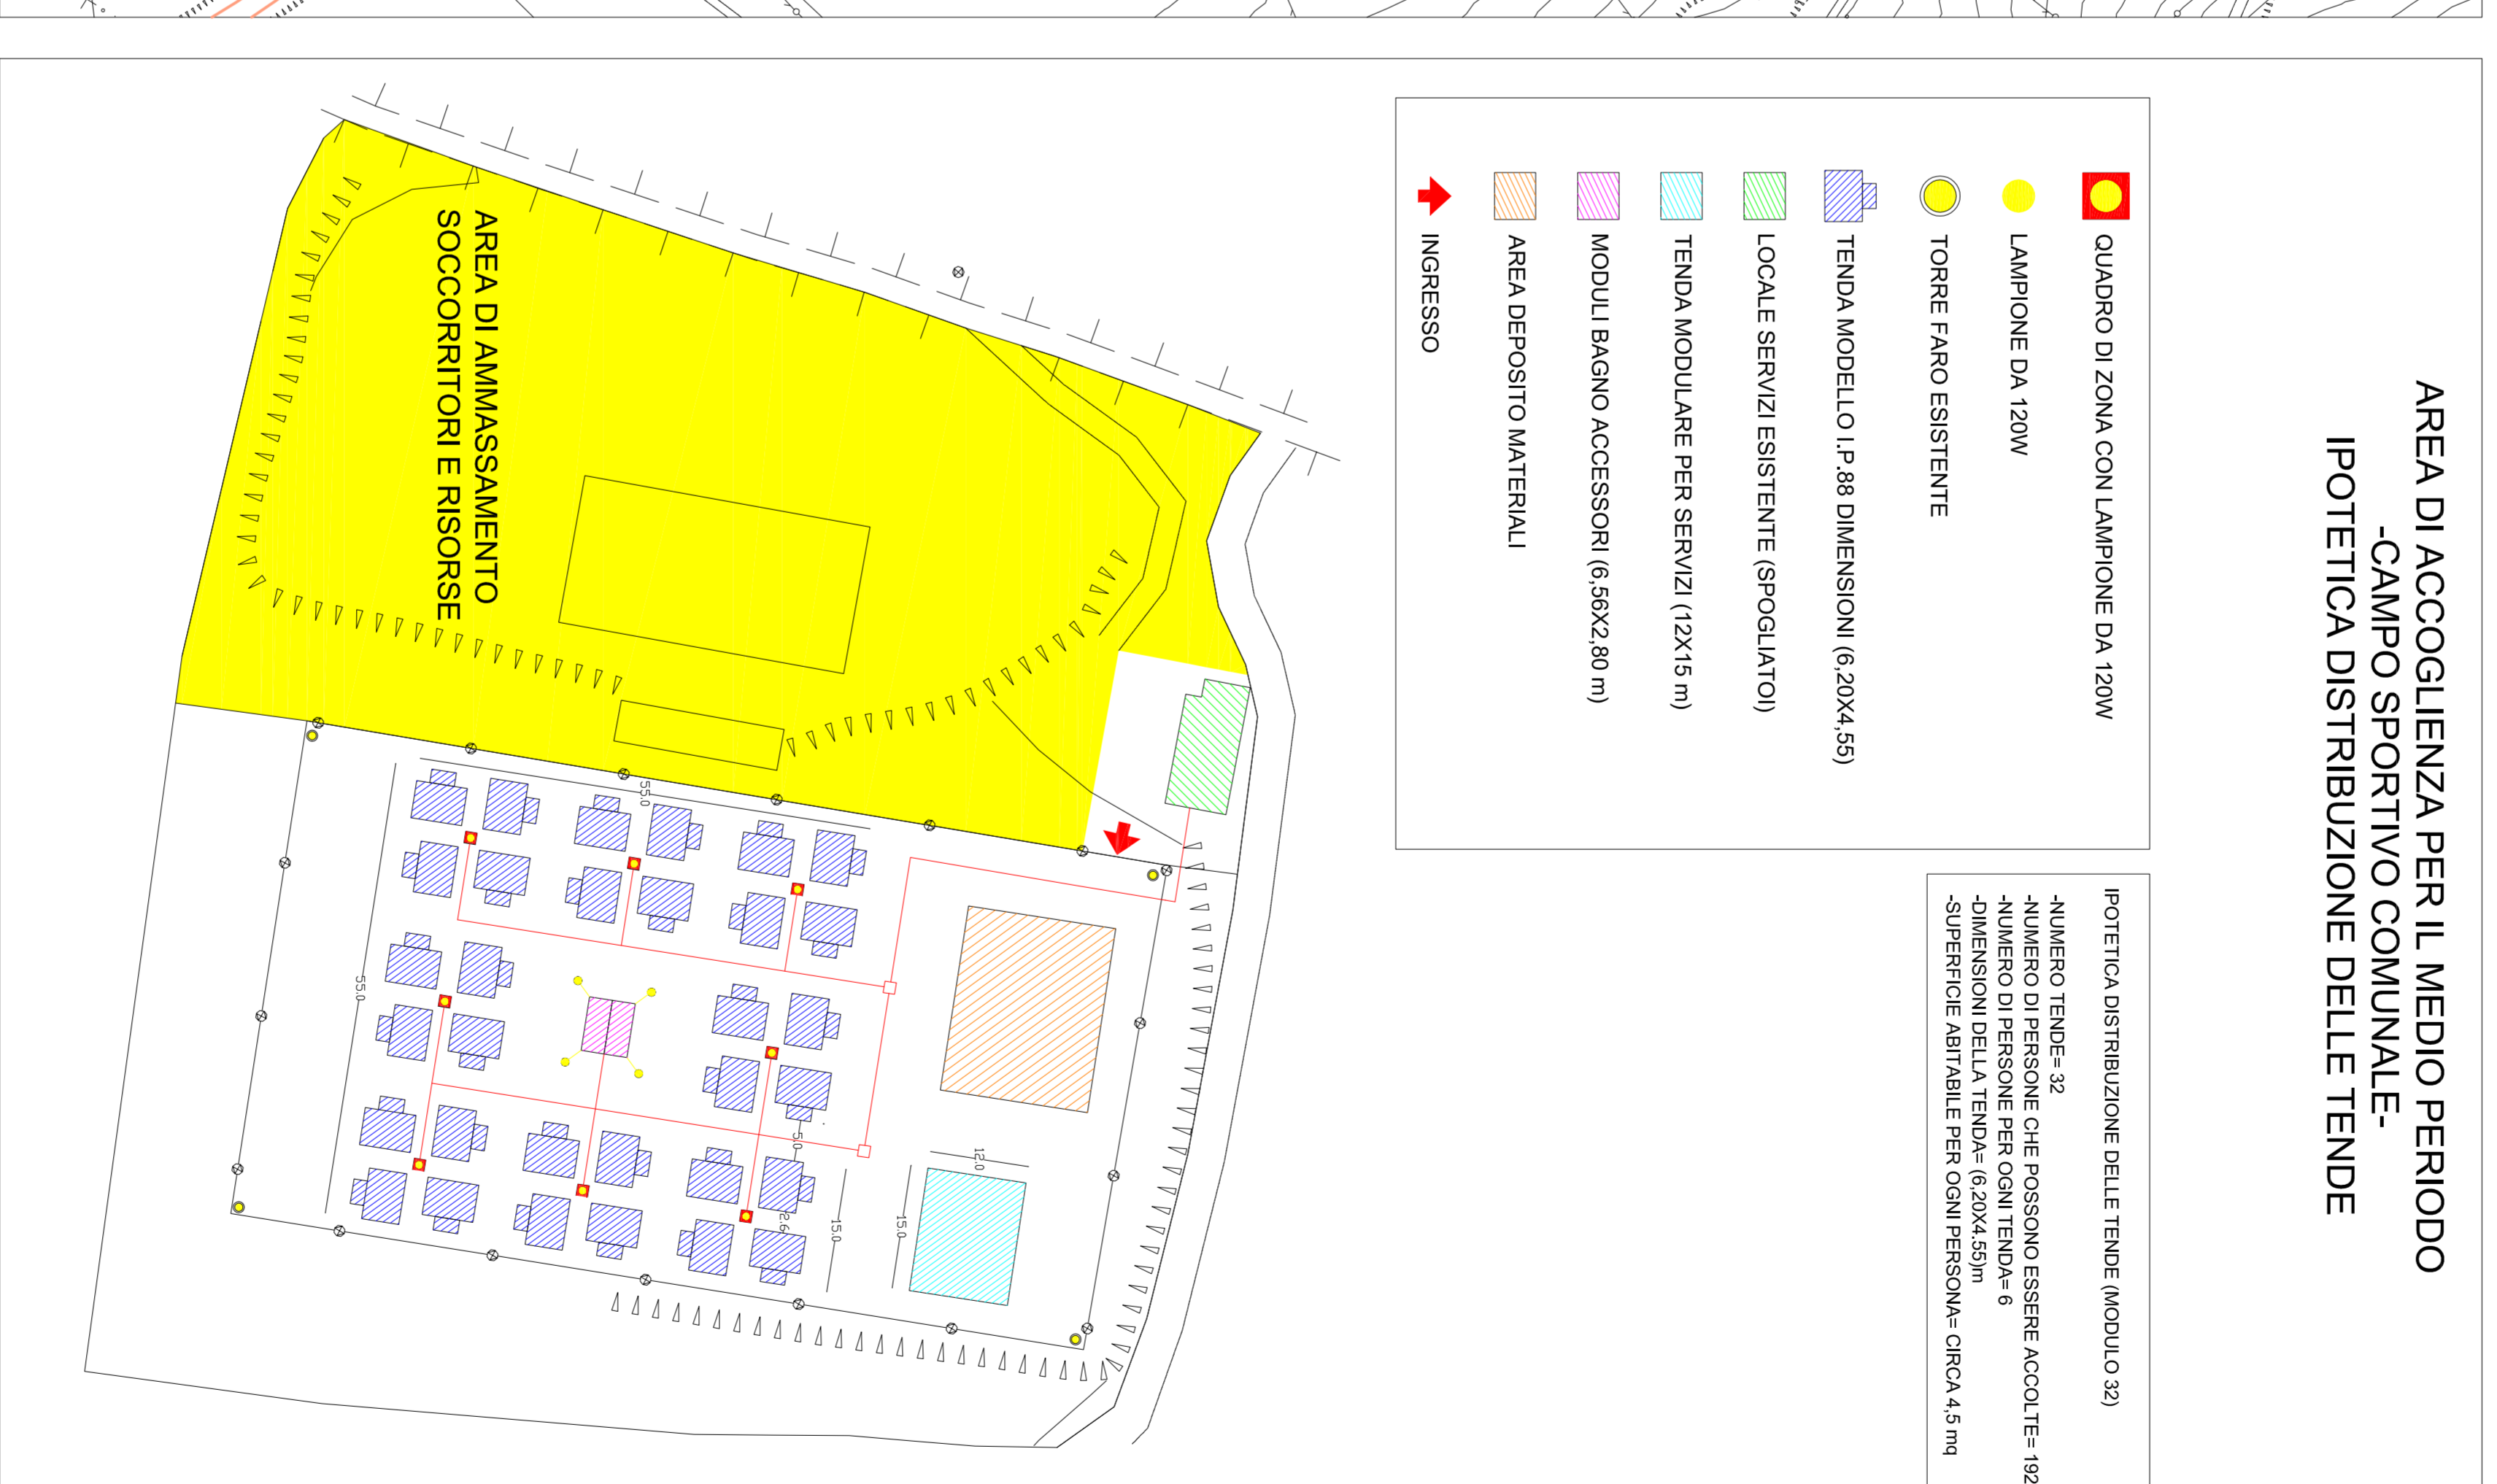 AREA DI ACCOGLIENZA PER IL MEDIO PERIODO
-CAMPO SPORTIVO COMUNALE-
IPOTETICA DISTRIBUZIONE DELLE TENDE
QUADRO DI ZONA CON LAMPIONE DA 120W
LAMPIONE DA 120W
TORRE FARO ESISTENTE
TENDA MODELLO I.P.88 DIMENSIONI (6,20X4,55)
LOCALE SERVIZI ESISTENTE (SPOGLIATOI)
TENDA MODULARE PER SERVIZI (12X15 m)
MODULI BAGNO ACCESSORI (6,56X2,80 m)
AREA DEPOSITO MATERIALI
INGRESSO
IPOTETICA DISTRIBUZIONE DELLE TENDE (MODULO 32)
-NUMERO TENDE= 32
-NUMERO DI PERSONE CHE POSSONO ESSERE ACCOLTE= 192
-NUMERO DI PERSONE PER OGNI TENDA= 6
-DIMENSIONI DELLA TENDA= (6,20X4.55)m
-SUPERFICIE ABITABILE PER OGNI PERSONA= CIRCA 4,5 mq
AREA DI AMMASSAMENTO
SOCCORRITORI E RISORSE
55.0
55.0
12.0
15.0
15.0
5.0
2.6